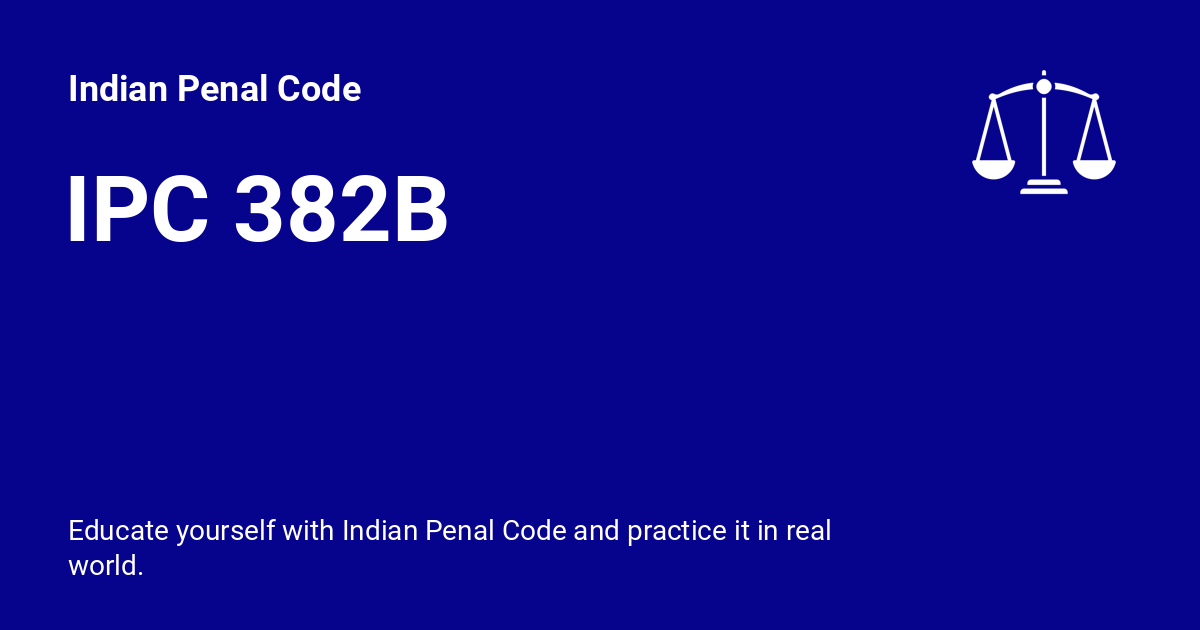 Indian Penal Code
IPC 382B
Educate yourself with Indian Penal Code and practice it in real
world.